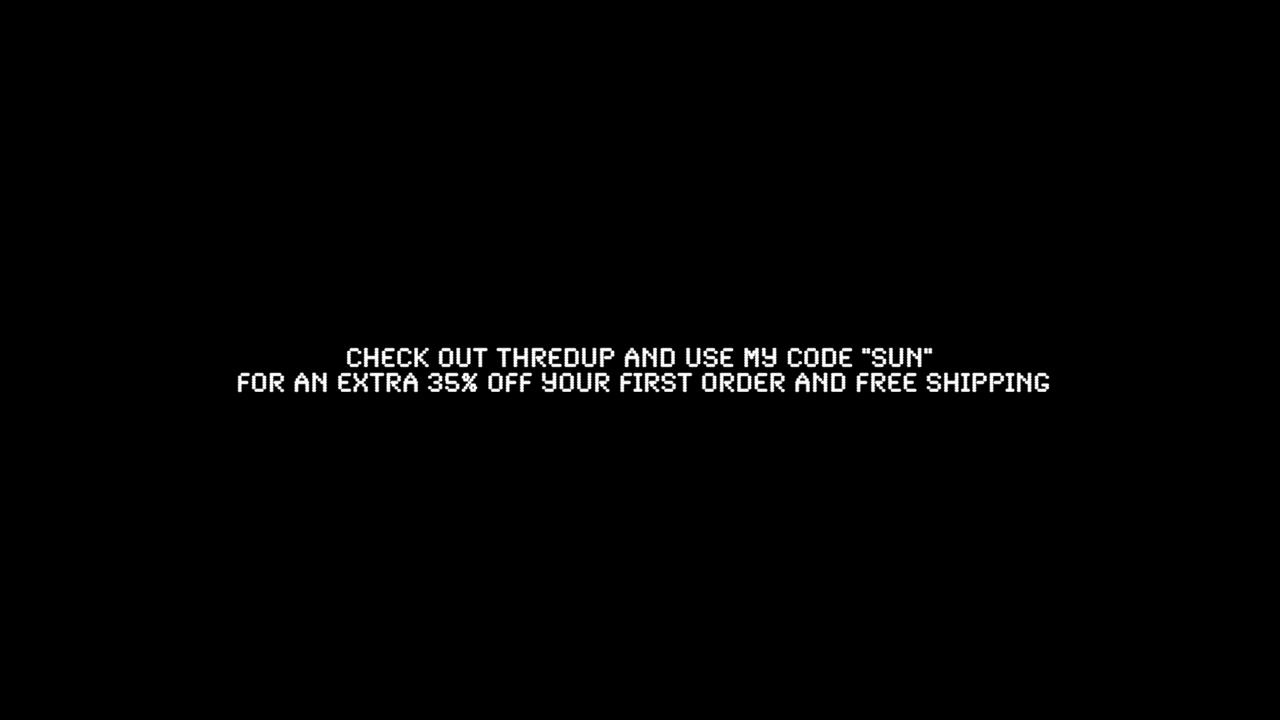 CHECK OUT THREDUP AND USE MY CODE "SUN"
FOR AN EXTRA 35% OFF YOUR FIRST ORDER AND FREE SHIPPING